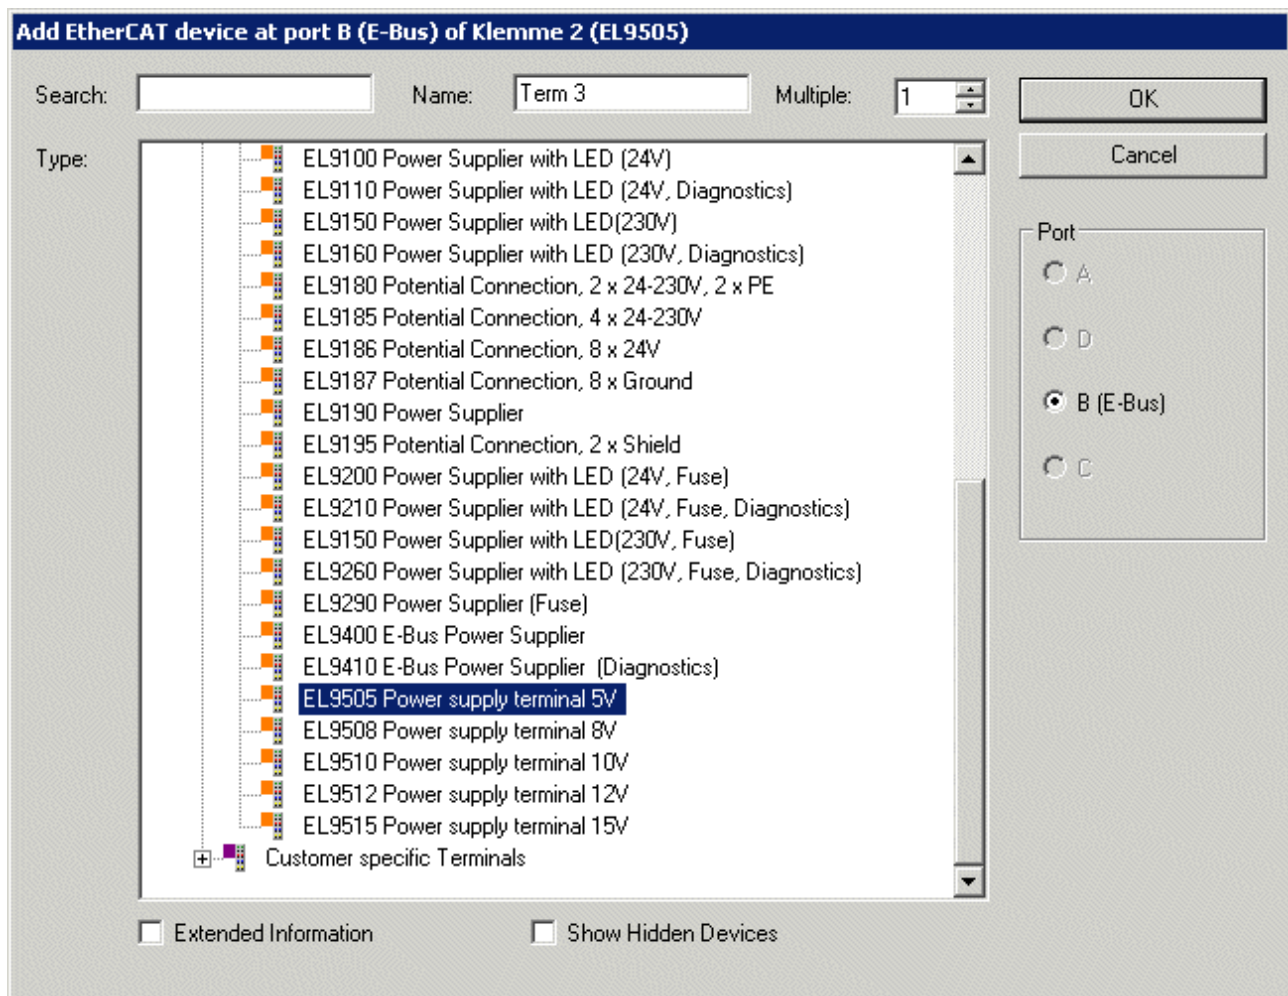 Add EtherCAT device at port B (E-Bus) of Klemme 2 (EL9505)
Search: Name: Term 3 Multiple: 1 OK
Type: Cancel
EL9100 Power Supplier with LED (24V)
EL9110 Power Supplier with LED (24V, Diagnostics)
EL9150 Power Supplier with LED(230V)
EL9160 Power Supplier with LED (230V, Diagnostics)
EL9180 Potential Connection, 2 x 24-230V, 2 x PE
EL9185 Potential Connection, 4 x 24-230V
EL9186 Potential Connection, 8 x 24V
EL9187 Potential Connection, 8 x Ground
EL9190 Power Supplier
EL9195 Potential Connection, 2 x Shield
EL9200 Power Supplier with LED (24V, Fuse)
EL9210 Power Supplier with LED (24V, Fuse, Diagnostics)
EL9150 Power Supplier with LED(230V, Fuse)
EL9260 Power Supplier with LED (230V, Fuse, Diagnostics)
EL9290 Power Supplier (Fuse)
EL9400 E-Bus Power Supplier
EL9410 E-Bus Power Supplier  (Diagnostics)
EL9505 Power supply terminal 5V
EL9508 Power supply terminal 8V
EL9510 Power supply terminal 10V
EL9512 Power supply terminal 12V
EL9515 Power supply terminal 15V
Customer specific Terminals
Port
A
D
B (E-Bus)
C
Extended Information Show Hidden Devices